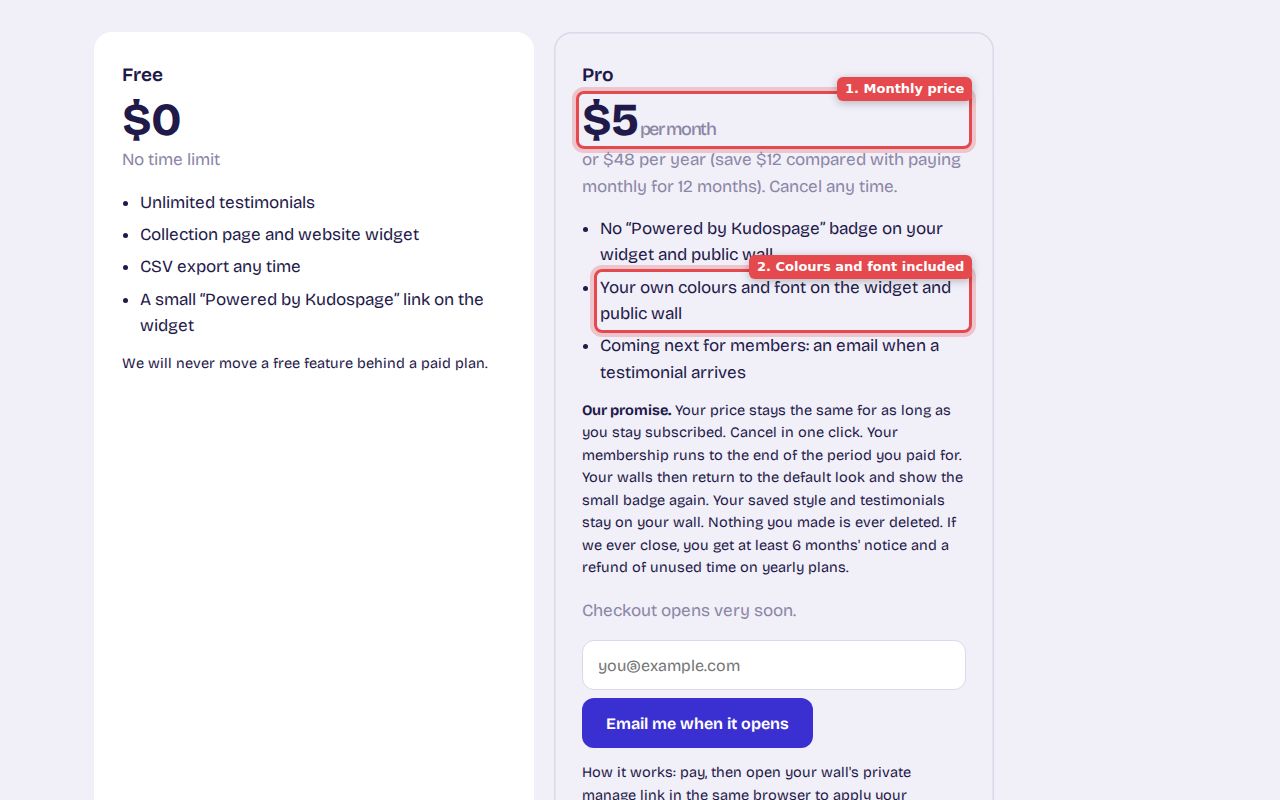 Free
$0
No time limit
Unlimited testimonials
Collection page and website widget
CSV export any time
A small “Powered by Kudospage” link on the
widget
We will never move a free feature behind a paid plan.
Pro
1. Monthly price
$5 per month
or $48 per year (save $12 compared with paying
monthly for 12 months). Cancel any time.
No “Powered by Kudospage” badge on your
widget and public wall
2. Colours and font included
Your own colours and font on the widget and
public wall
Coming next for members: an email when a
testimonial arrives
Our promise. Your price stays the same for as long as
you stay subscribed. Cancel in one click. Your
membership runs to the end of the period you paid for.
Your walls then return to the default look and show the
small badge again. Your saved style and testimonials
stay on your wall. Nothing you made is ever deleted. If
we ever close, you get at least 6 months' notice and a
refund of unused time on yearly plans.
Checkout opens very soon.
you@example.com
Email me when it opens
How it works: pay, then open your wall's private
manage link in the same browser to apply your